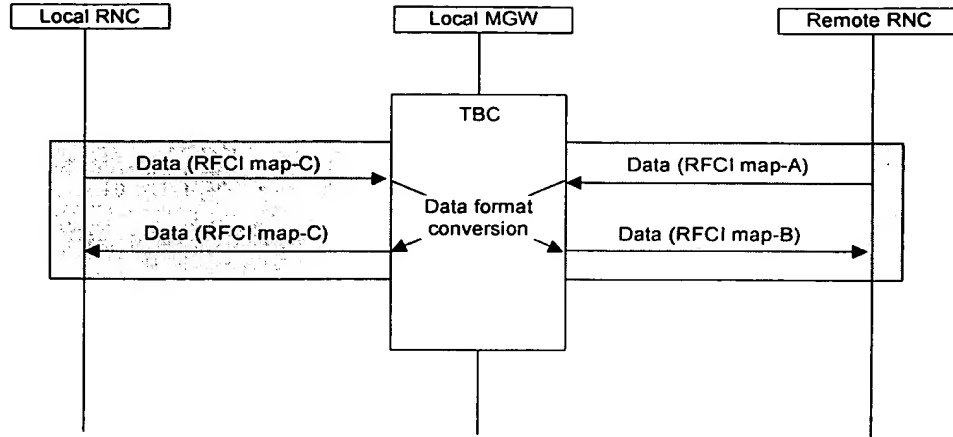 Local RNC
Local MGW
Remote RNC
TBC
Data (RFCI map-C)
Data (RFCI map-A)
Data format
conversion
Data (RFCI map-C)
Data (RFCI map-B)